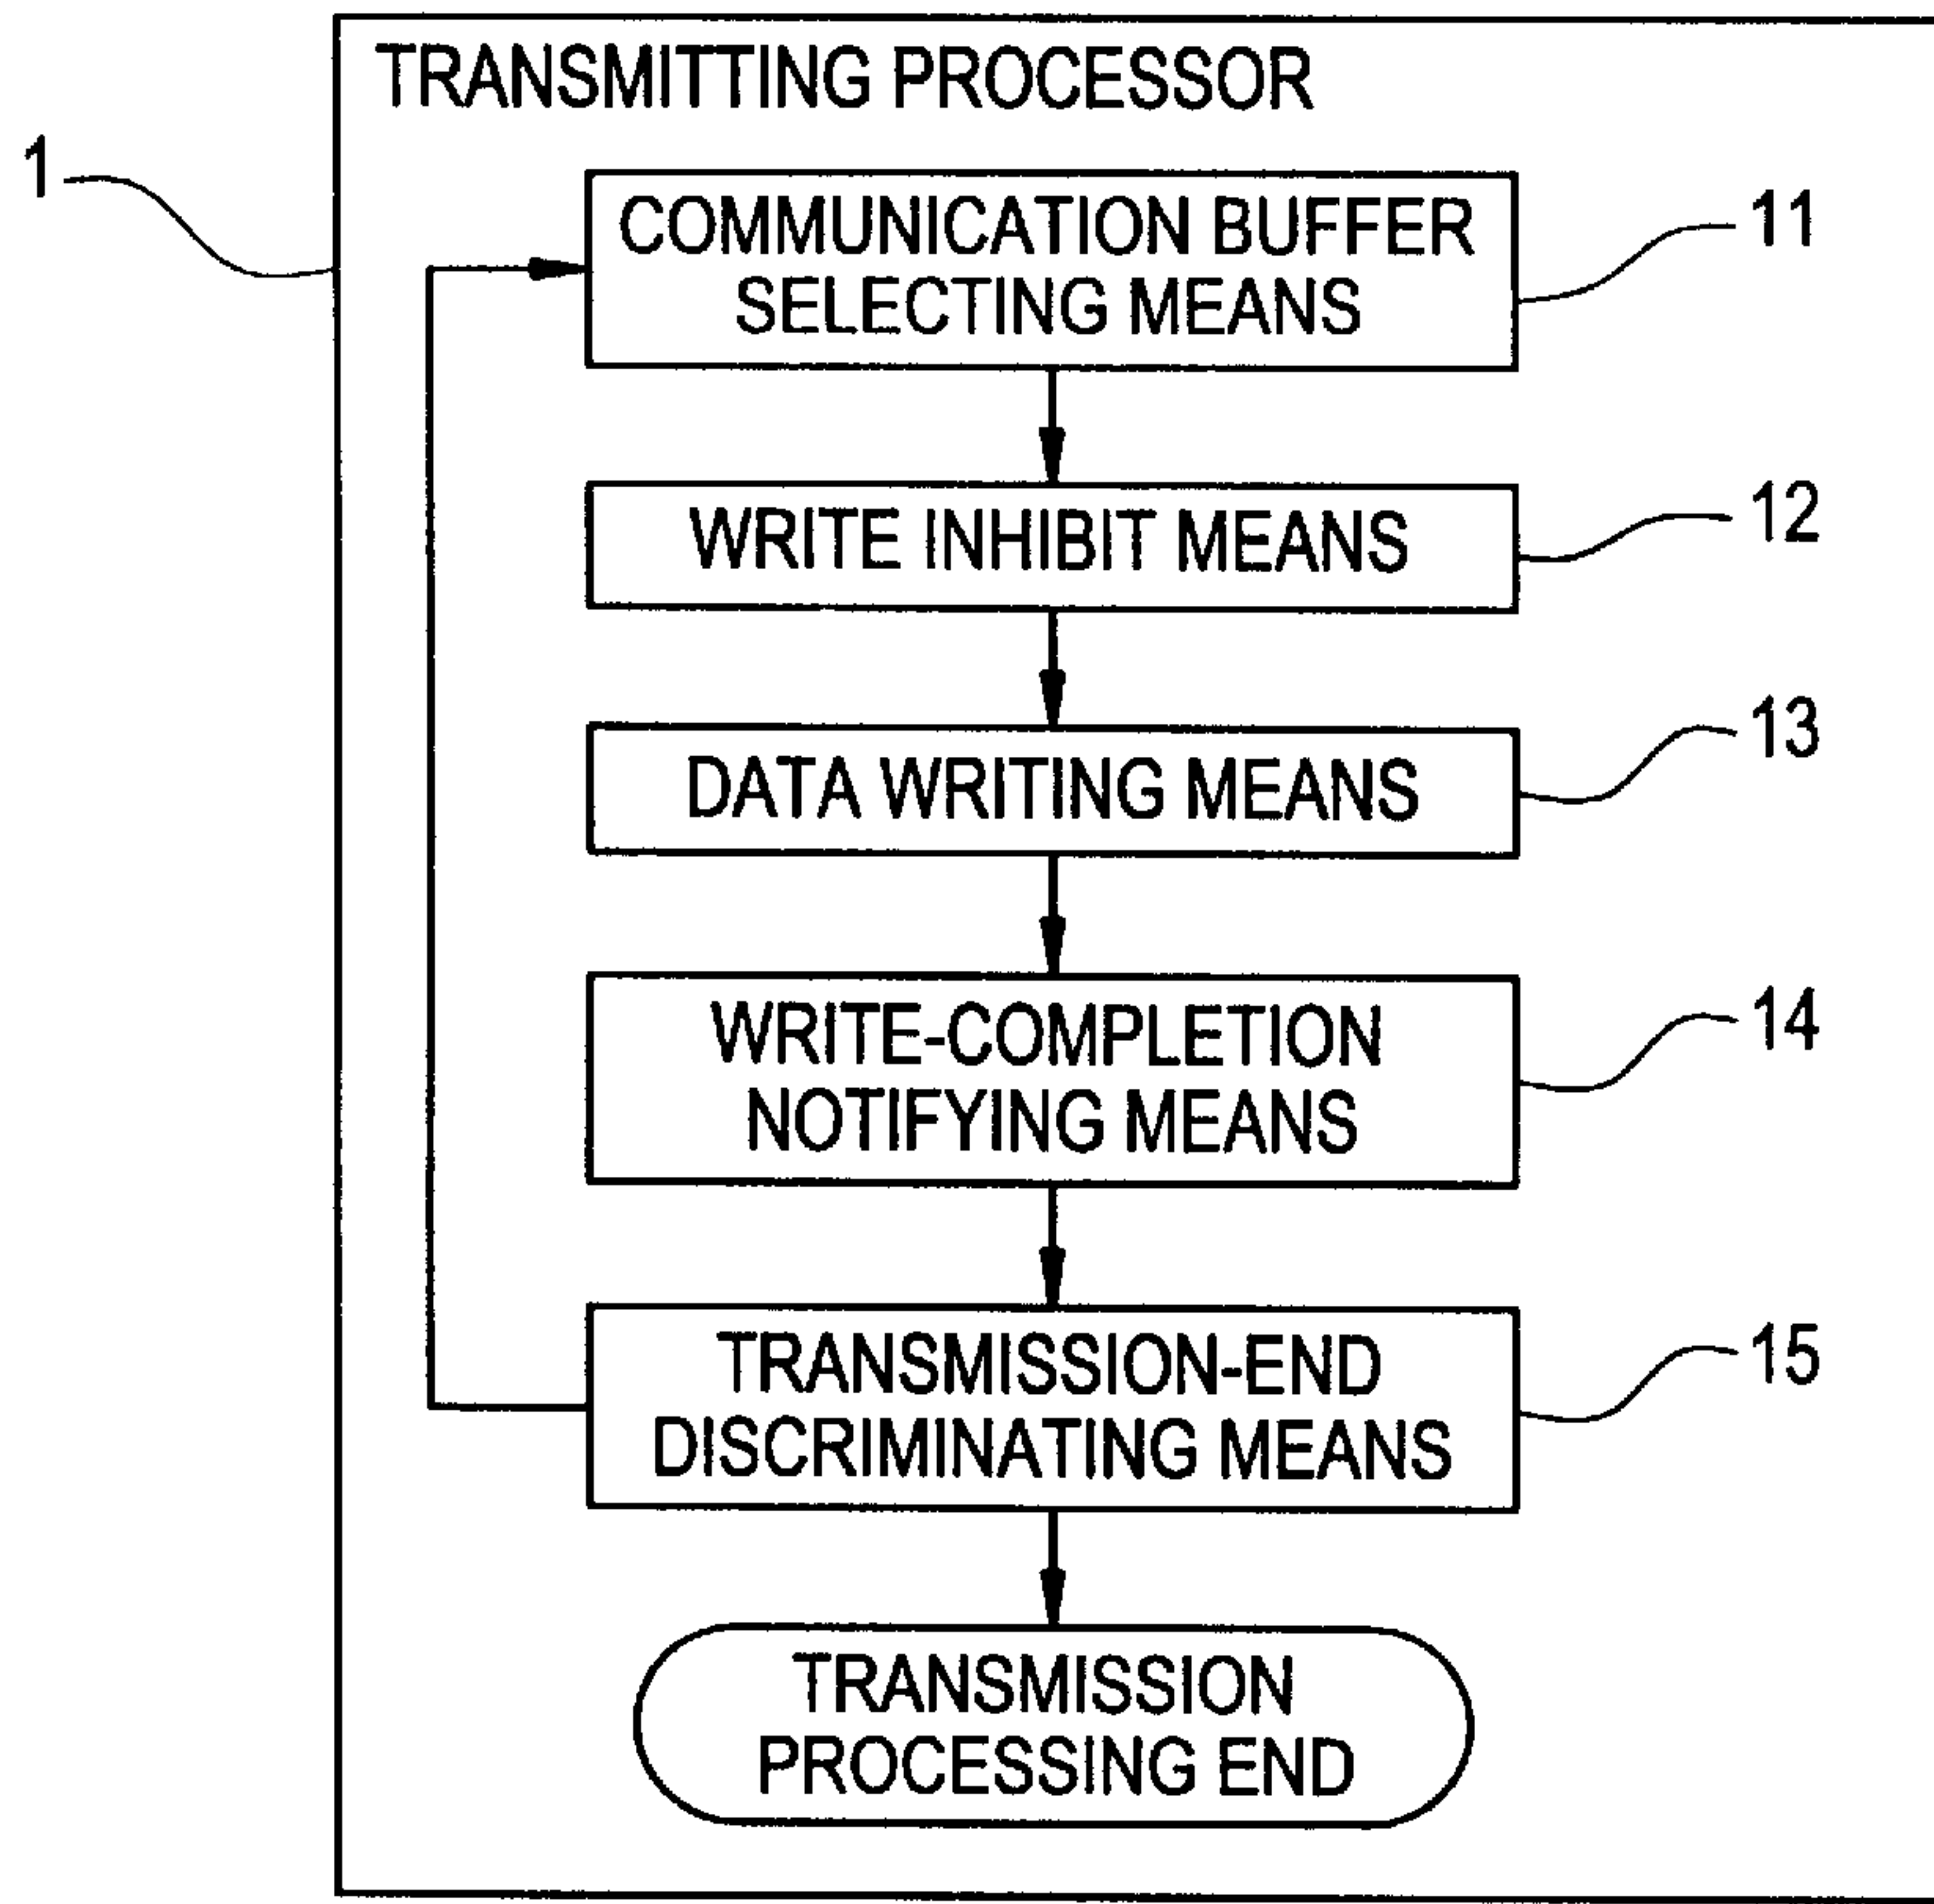 TRANSMITTING PROCESSOR
1
COMMUNICATION BUFFER
SELECTING MEANS
11
WRITE INHIBIT MEANS
12
DATA WRITING MEANS
13
WRITE-COMPLETION
NOTIFYING MEANS
14
TRANSMISSION-END
DISCRIMINATING MEANS
15
TRANSMISSION
PROCESSING END